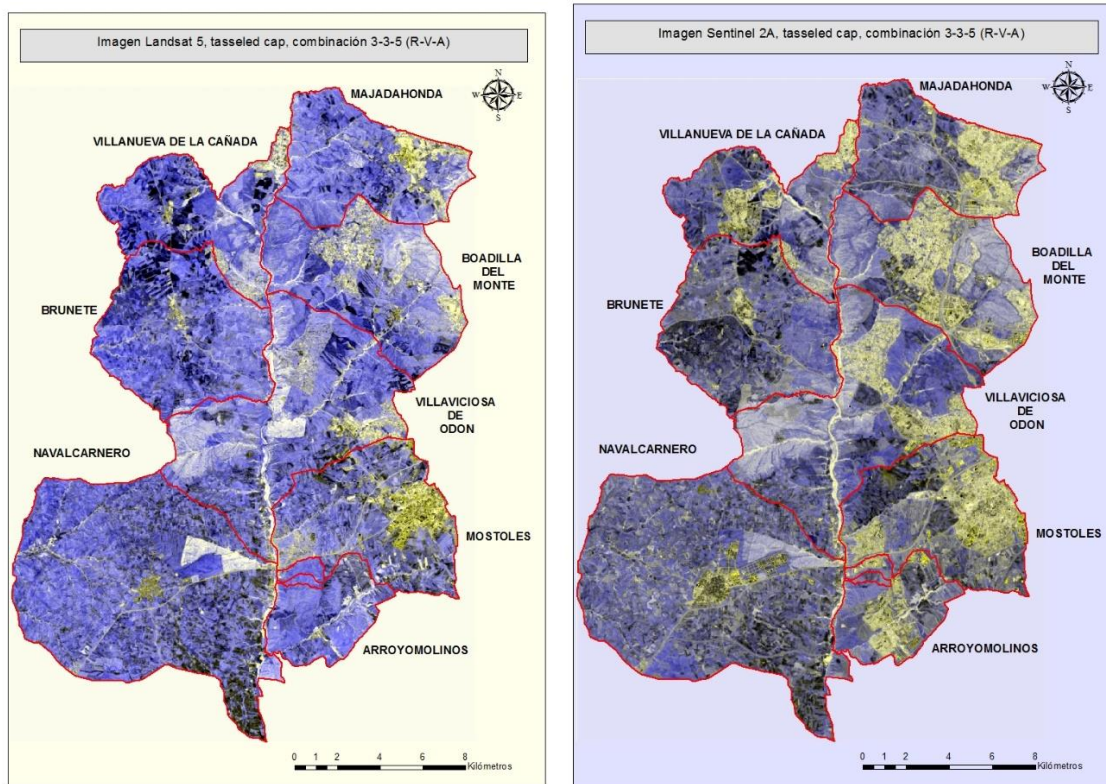 Imagen Landsat 5, tasseled cap, combinación 3-3-5 (R-V-A)
N
W E
S
MAJADAHONDA
VILLANUEVA DE LA CAÑADA
BOADILLA
DEL
MONTE
BRUNETE
VILLAVICIOSA
DE
ODON
NAVALCARNERO
MOSTOLES
ARROYOMOLINOS
0 1 2 4 6 8
Kilómetros
Imagen Sentinel 2A, tasseled cap, combinación 3-3-5 (R-V-A)
N
W E
S
MAJADAHONDA
VILLANUEVA DE LA CAÑADA
BOADILLA
DEL
MONTE
BRUNETE
VILLAVICIOSA
DE
ODON
NAVALCARNERO
MOSTOLES
ARROYOMOLINOS
0 1 2 4 6 8
Kilómetros